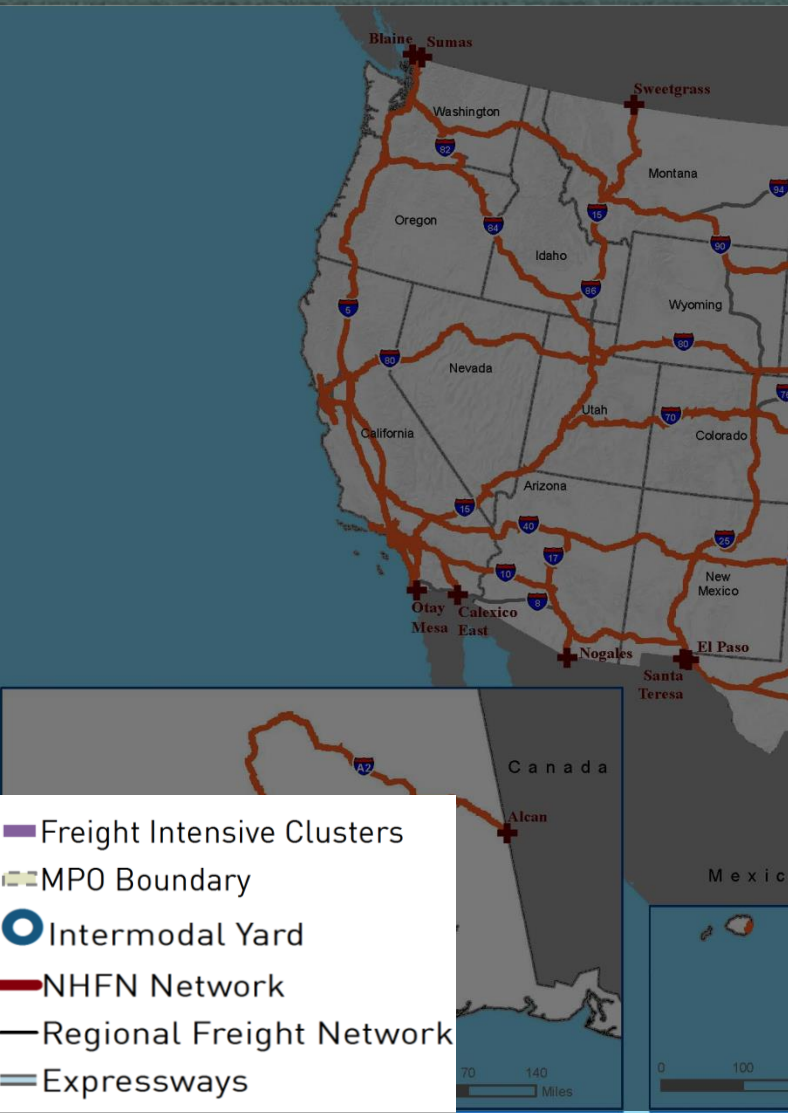 Blaine
Sumas
Sweetgrass
Washington
82
Montana
94
15
Oregon
84
90
Idaho
86
Wyoming
5
80
80
Nevada
70
Utah
70
California
Colorado
Arizona
15
40
25
17
10
New
Mexico
8
Otay
Mesa
Calexico
East
Nogales
El Paso
Santa
Teresa
Canada
A2
Alcan
Freight Intensive Clusters
MPO Boundary
Mexic
Intermodal Yard
NHFN Network
Regional Freight Network
Expressways
70 140
Miles
0 100